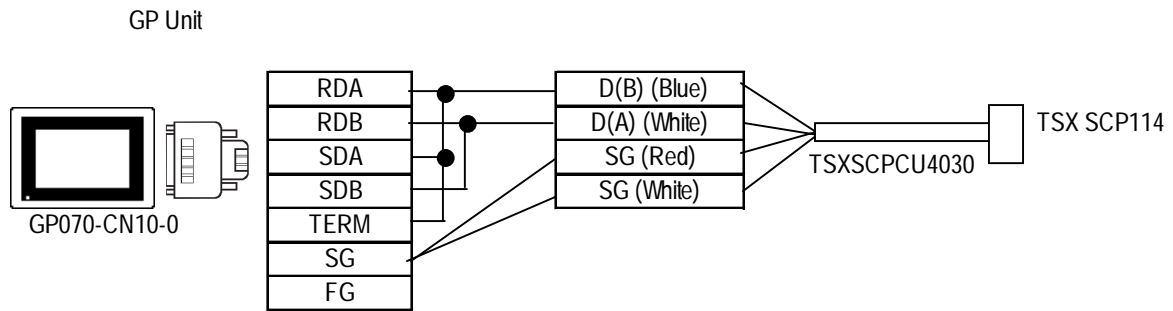 GP Unit
RDA
RDB
SDA
SDB
TERM
SG
FG
D(B) (Blue)
D(A) (White)
SG (Red)
SG (White)
TSX SCP114
TSXSCPCU4030
GP070-CN10-0